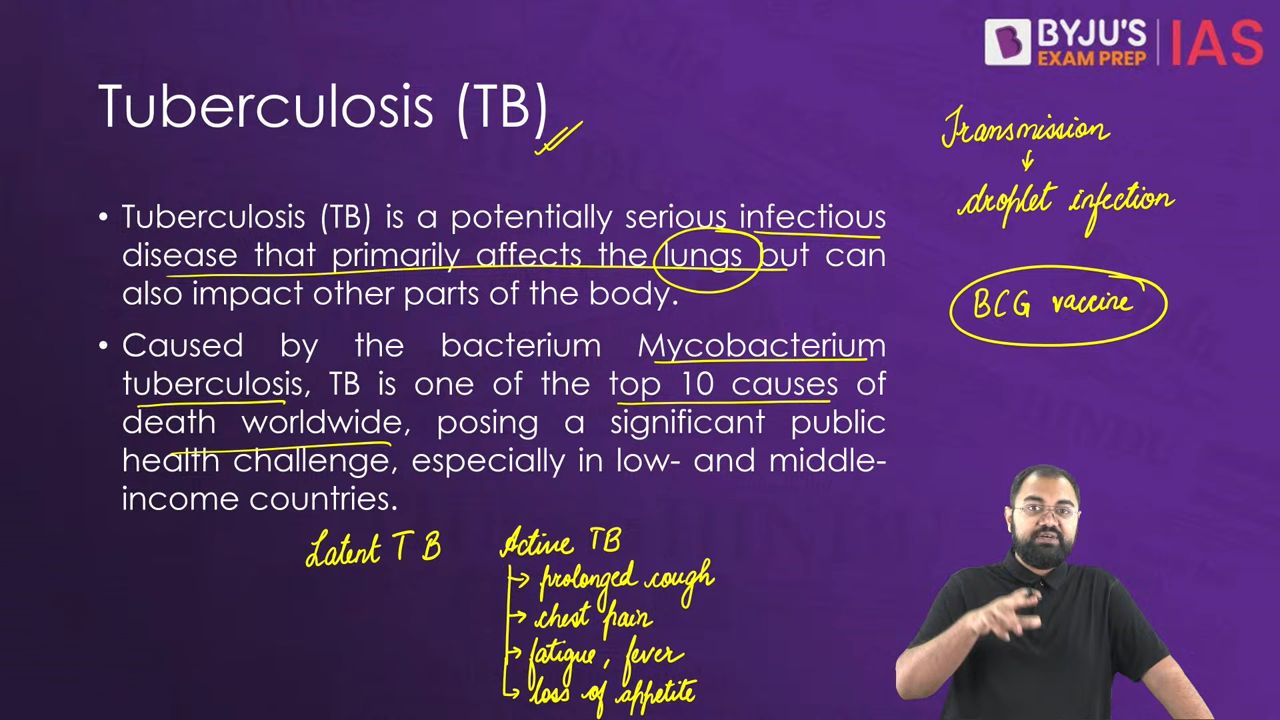 BYJU'S
EXAM PREP
IAS
Tuberculosis (TB)
• Tuberculosis (TB) is a potentially serious infectious
disease that primarily affects the lungs but can
also impact other parts of the body.
• Caused by the bacterium Mycobacterium
tuberculosis, TB is one of the top 10 causes of
death worldwide, posing a significant public
health challenge, especially in low- and middle-
income countries.
Transmission
↓
droplet infection
BCG vaccine
Latent TB
Active TB
→ prolonged cough
→ chest pain
→ fatigue, fever
→ loss of appetite